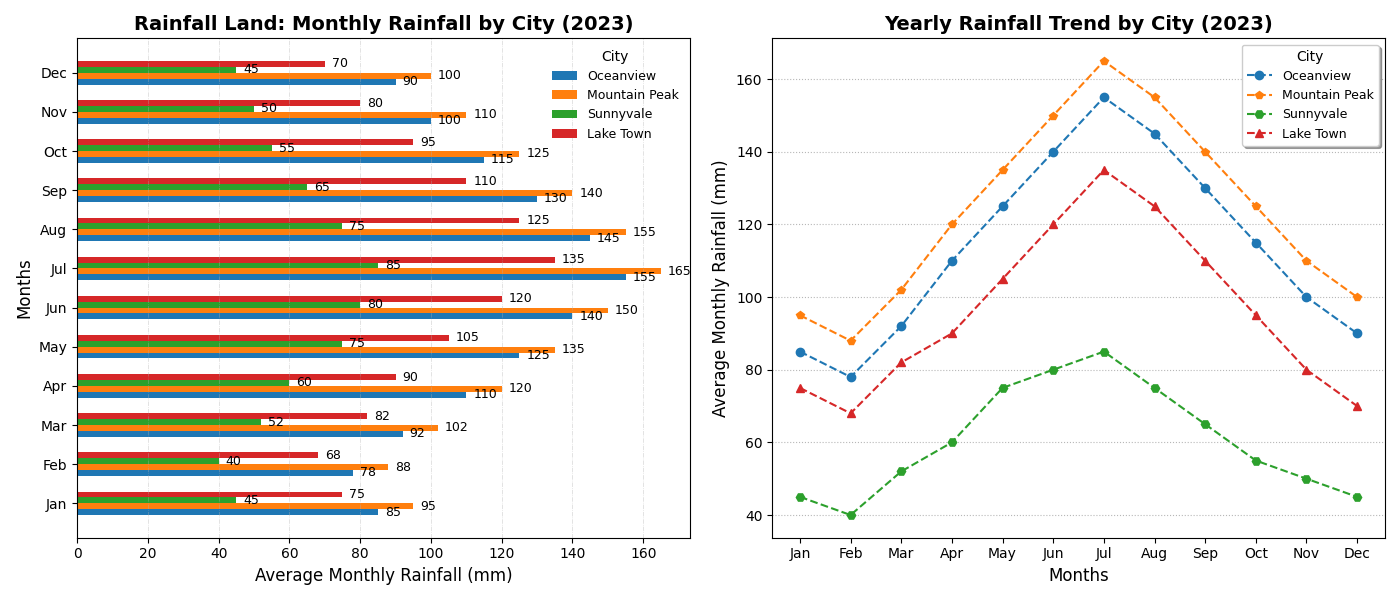 Rainfall Land: Monthly Rainfall by City (2023)
Months
Dec
Nov
Oct
Sep
Aug
Jul
Jun
May
Apr
Mar
Feb
Jan
70
45
100
90
80
50
110
100
95
55
125
115
110
65
140
130
125
75
155
145
135
85
165
155
120
80
150
140
105
75
135
125
90
60
120
110
82
52
102
92
68
40
88
78
75
45
95
85
City
Oceanview
Mountain Peak
Sunnyvale
Lake Town
0 20 40 60 80 100 120 140 160
Average Monthly Rainfall (mm)
Yearly Rainfall Trend by City (2023)
Average Monthly Rainfall (mm)
160
140
120
100
80
60
40
City
Oceanview
Mountain Peak
Sunnyvale
Lake Town
Jan Feb Mar Apr May Jun Jul Aug Sep Oct Nov Dec
Months